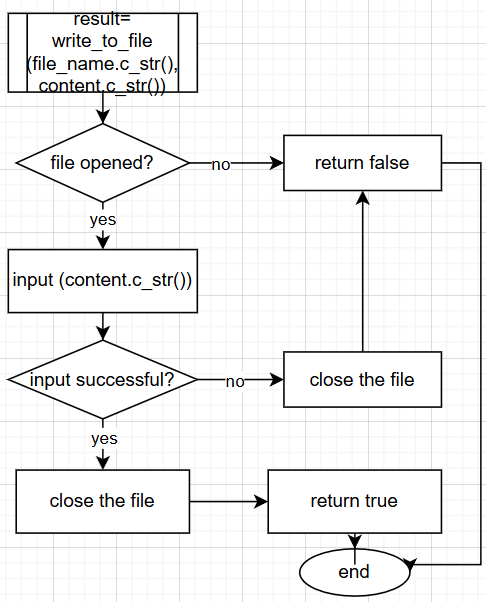 result=
write_to_file
(file_name.c_str(),
content.c_str())
file opened?
no
return false
yes
input (content.c_str())
input successful?
no
close the file
yes
close the file
return true
end